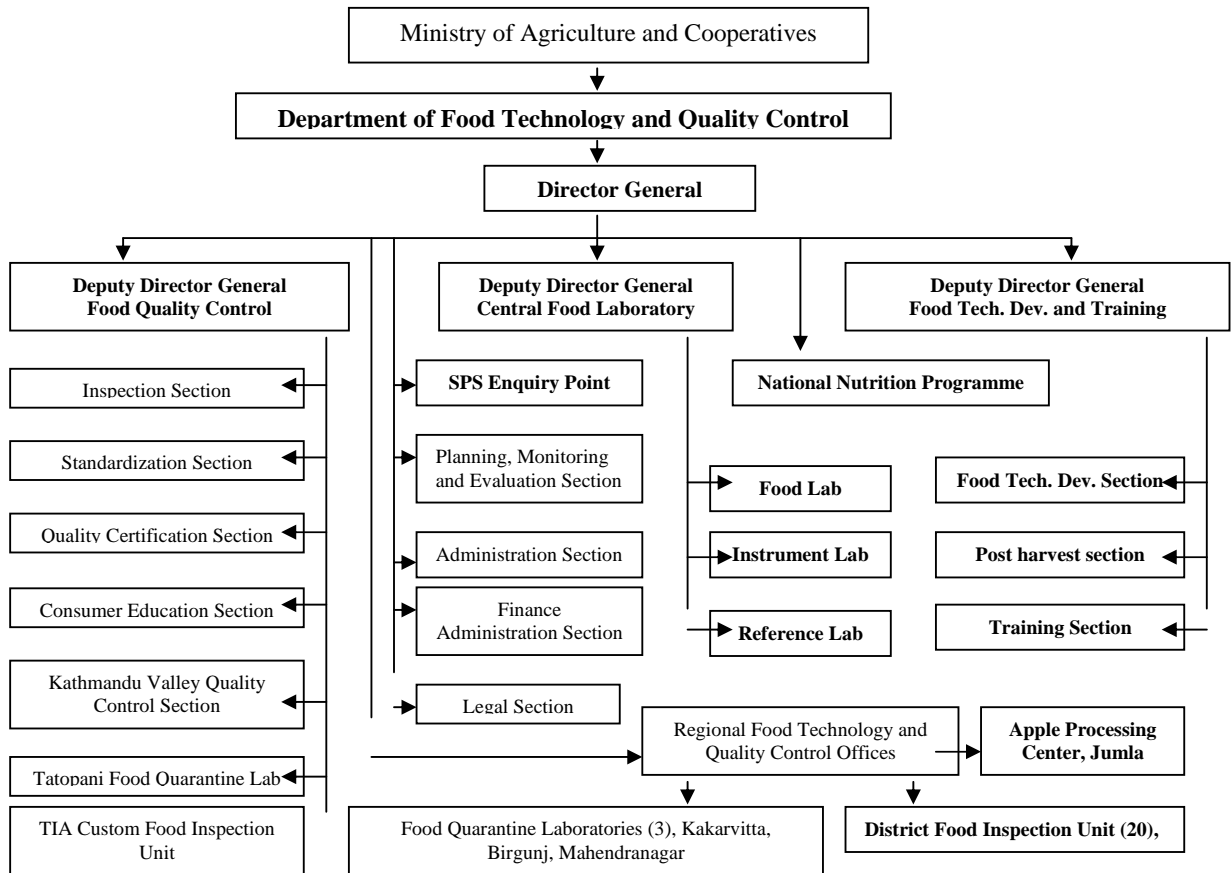 Ministry of Agriculture and Cooperatives
Department of Food Technology and Quality Control
Director General
Deputy Director General
Food Quality Control
Deputy Director General
Central Food Laboratory
Deputy Director General
Food Tech. Dev. and Training
Inspection Section
Standardization Section
Quality Certification Section
Consumer Education Section
Kathmandu Valley Quality
Control Section
Tatopani Food Quarantine Lab
TIA Custom Food Inspection
Unit
SPS Enquiry Point
Planning, Monitoring
and Evaluation Section
Administration Section
Finance
Administration Section
Legal Section
National Nutrition Programme
Food Lab
Instrument Lab
Reference Lab
Food Tech. Dev. Section
Post harvest section
Training Section
Regional Food Technology and
Quality Control Offices
Apple Processing
Center, Jumla
Food Quarantine Laboratories (3), Kakarvitta,
Birgunj, Mahendranagar
District Food Inspection Unit (20),